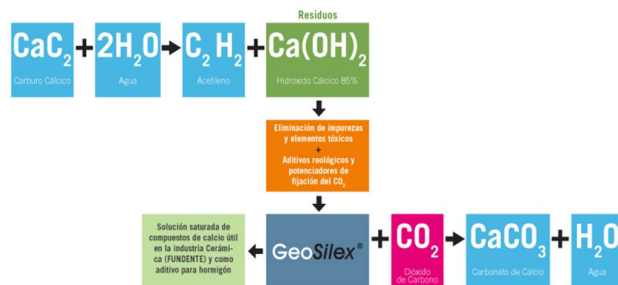 Residuos
CaC2 + 2H2O C2H2 + Ca(OH)2
Carburo Cálcico Agua Acetileno Hidróxido Cálcico 85%
Eliminación de impurezas
y elementos tóxicos
+
Aditivos reológicos y
potenciadores de
fijación del CO2
Solución saturada de
compuestos de calcio útil
en la industria Cerámi-
ca (FUNDENTE) y como
aditivo para hormigón
GeoSilex® + CO2 CaCO3 + H2O
Dióxido
de Carbono
Carbonato de Calcio Agua